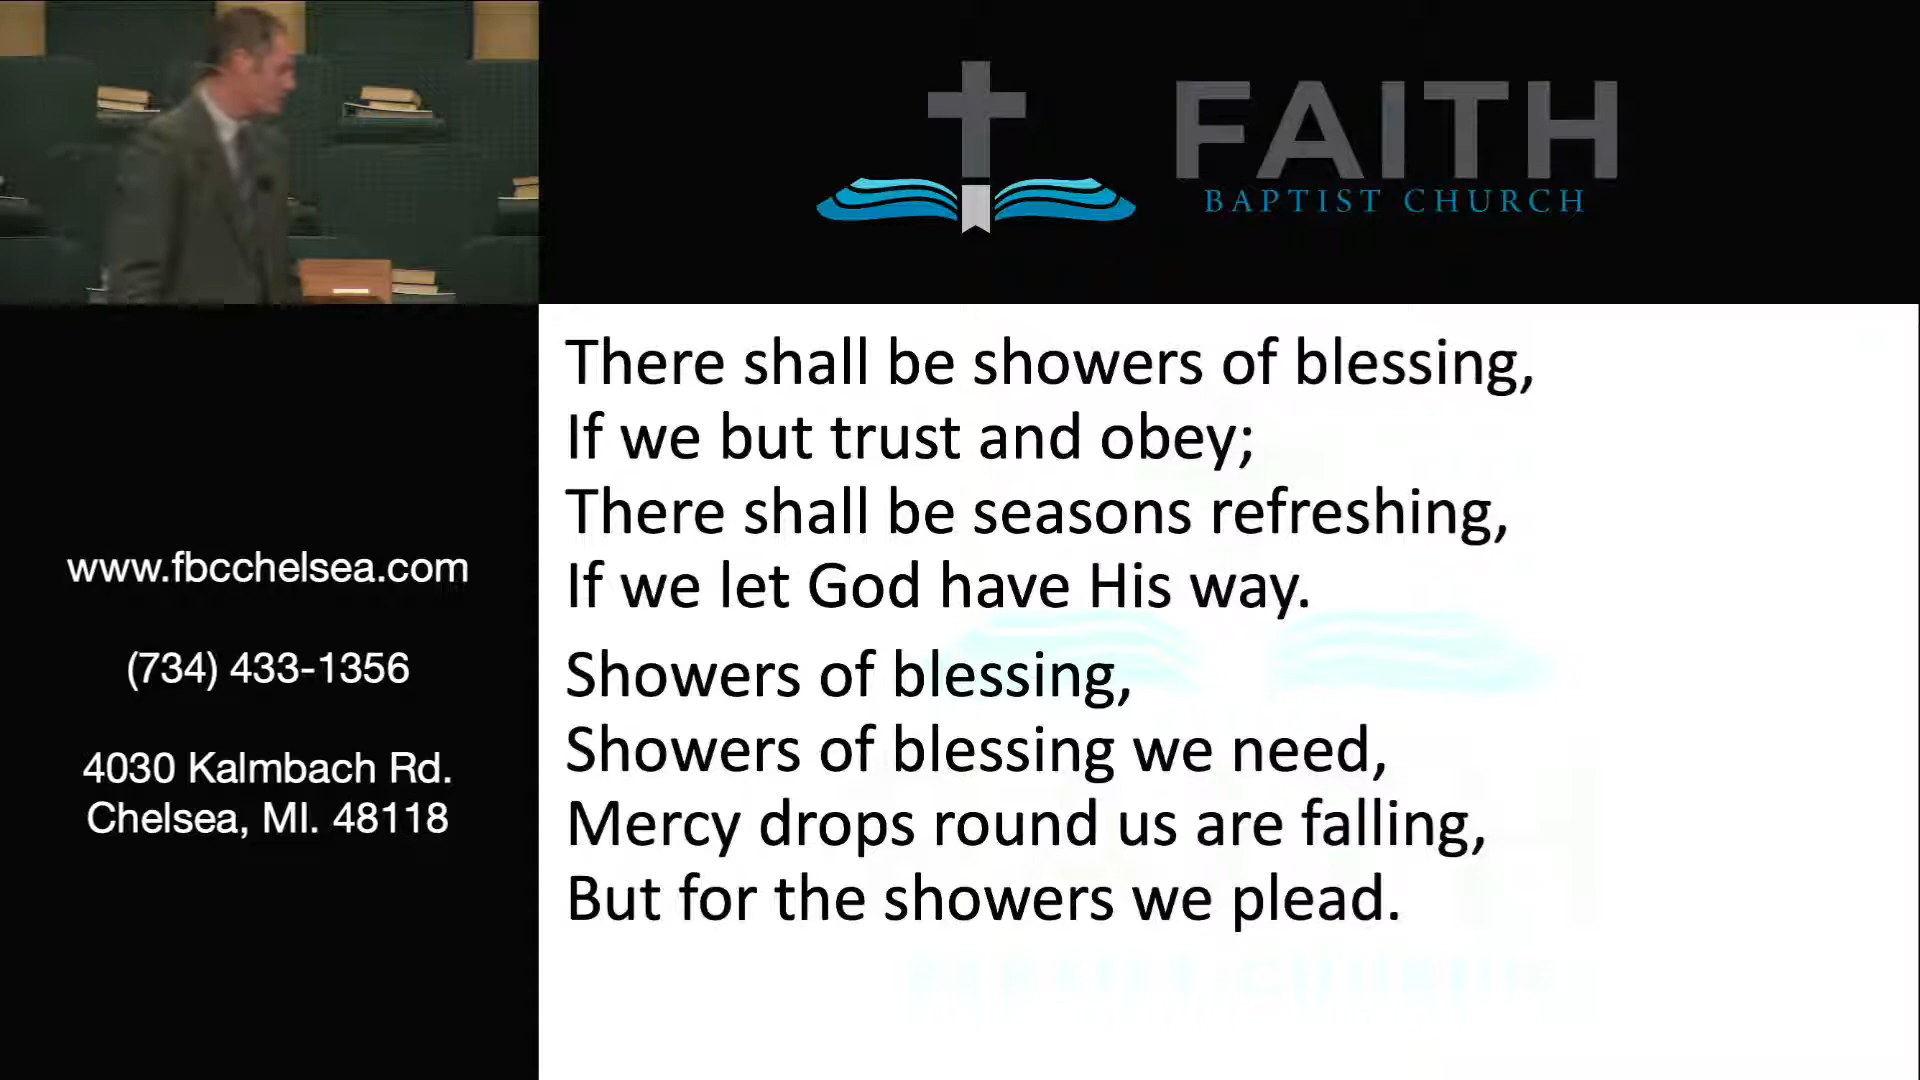 FAITH
BAPTIST CHURCH
There shall be showers of blessing,
If we but trust and obey;
There shall be seasons refreshing,
If we let God have His way.
Showers of blessing,
Showers of blessing we need,
Mercy drops round us are falling,
But for the showers we plead.
www.fbcchelsea.com
(734) 433-1356
4030 Kalmbach Rd.
Chelsea, MI. 48118